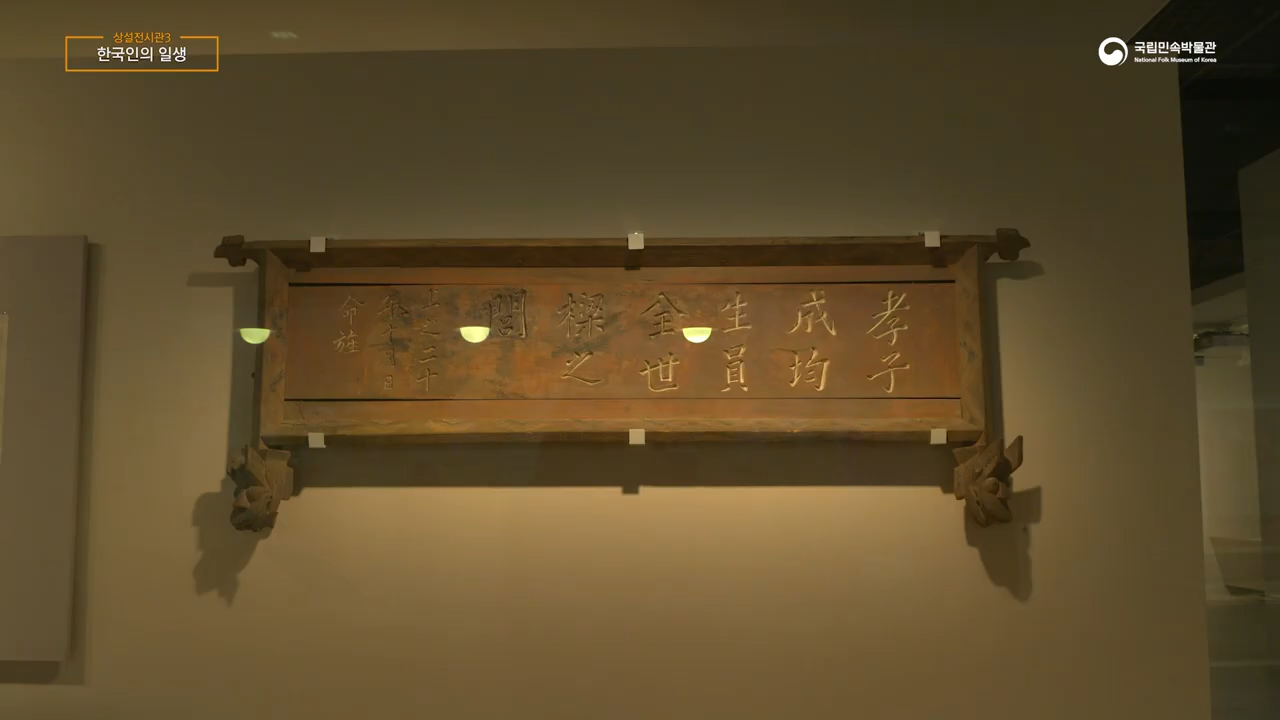 상설전시관3
한국인의 일생
국립민속박물관
National Folk Museum of Korea
孝子
成均
生員
全世
樑之
閭
上之二十
命旌